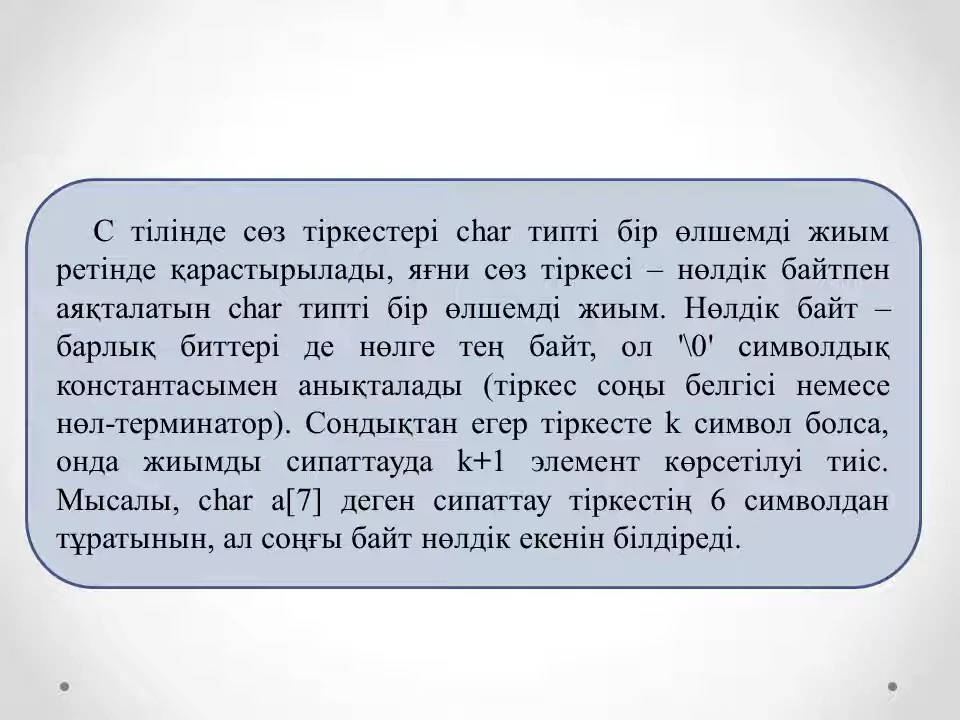 С тілінде сөз тіркестері char типті бір өлшемді жиым
ретінде қарастырылады, яғни сөз тіркесі – нөлдік байтпен
аяқталатын char типті бір өлшемді жиым. Нөлдік байт –
барлық биттері де нөлге тең байт, ол '\0' символдық
константасымен анықталады (тіркес соңы белгісі немесе
нөл-терминатор). Сондықтан егер тіркесте k символ болса,
онда жиымды сипаттауда k+1 элемент көрсетілуі тиіс.
Мысалы, char a[7] деген сипаттау тіркестің 6 символдан
тұратынын, ал соңғы байт нөлдік екенін білдіреді.